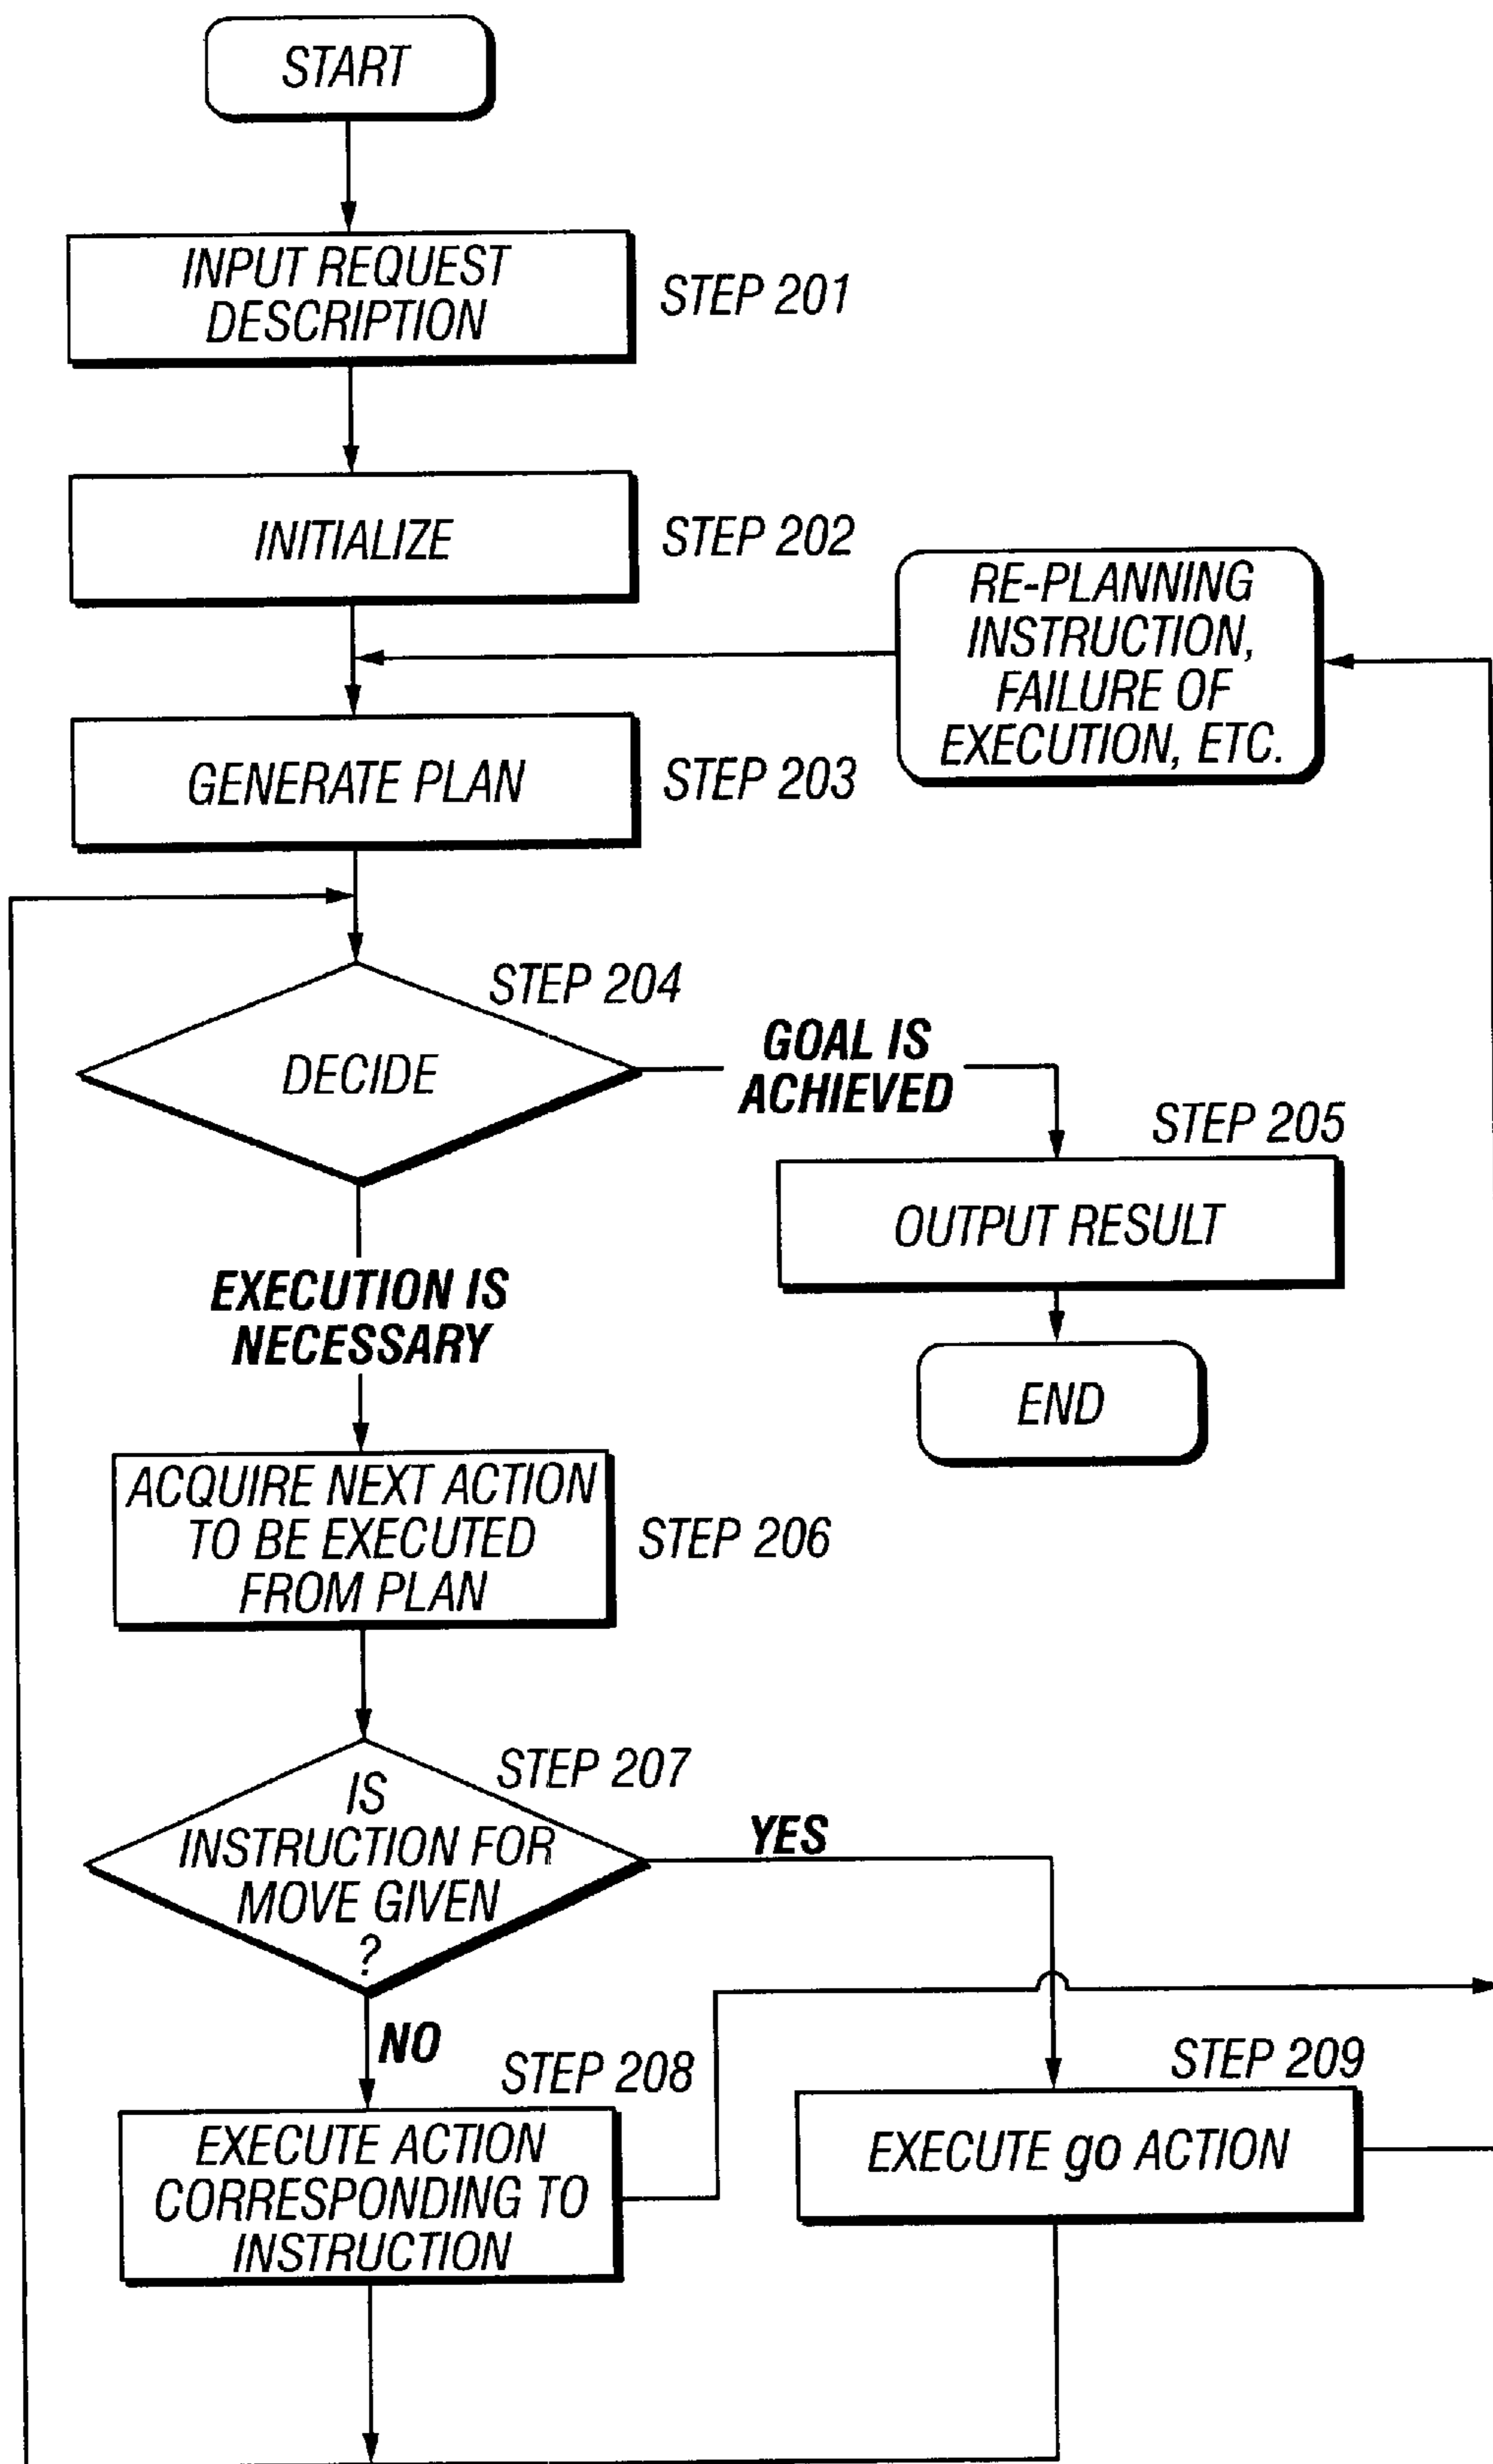 START
INPUT REQUEST
DESCRIPTION
STEP 201
INITIALIZE
STEP 202
RE-PLANNING
INSTRUCTION,
FAILURE OF
EXECUTION, ETC.
GENERATE PLAN
STEP 203
STEP 204
DECIDE
GOAL IS
ACHIEVED
STEP 205
OUTPUT RESULT
END
EXECUTION IS
NECESSARY
ACQUIRE NEXT ACTION
TO BE EXECUTED
FROM PLAN
STEP 206
STEP 207
IS
INSTRUCTION FOR
MOVE GIVEN
?
YES
NO
STEP 208
EXECUTE ACTION
CORRESPONDING TO
INSTRUCTION
STEP 209
EXECUTE go ACTION